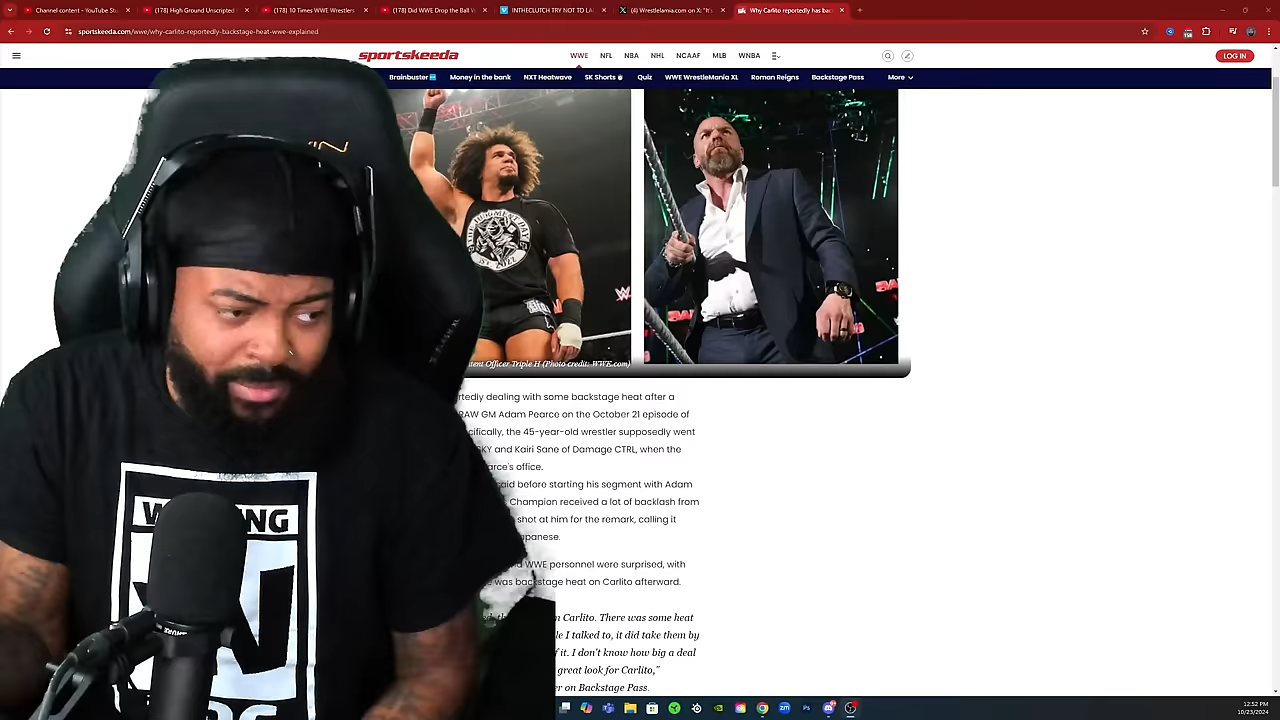 Channel content - YouTube St
(178) High Ground Unscripted
(178) 10 Times WWE Wrestlers
(178) Did WWE Drop the Ball
INTHECLUTCH TRY NOT TO LA
(4) Wrestlelamia.com on X: "It's
Why Carlito reportedly has bac
sportskeeda.com/wwe/why-carlito-reportedly-backstage-heat-wwe-explained
sportskeeda
WWE NFL NBA NHL NCAAF MLB WNBA
LOG IN
Brainbuster Money in the bank NXT Heatwave SK Shorts Quiz WWE WrestleMania XL Roman Reigns Backstage Pass More
Officer Triple H (Photo credit: WWE.com)
dealing with some backstage heat after a
RAW GM Adam Pearce on the October 21 episode of
the 45-year-old wrestler supposedly went
SKY and Kairi Sane of Damage CTRL, when the
office.
said before starting his segment with Adam
Champion received a lot of backlash from
shot at him for the remark, calling it
WWE personnel were surprised, with
was backstage heat on Carlito afterward.
Carlito. There was some heat
I talked to, it did take them by
of it. I don't know how big a deal
great look for Carlito,"
on Backstage Pass.
12:52 PM
10/23/2024